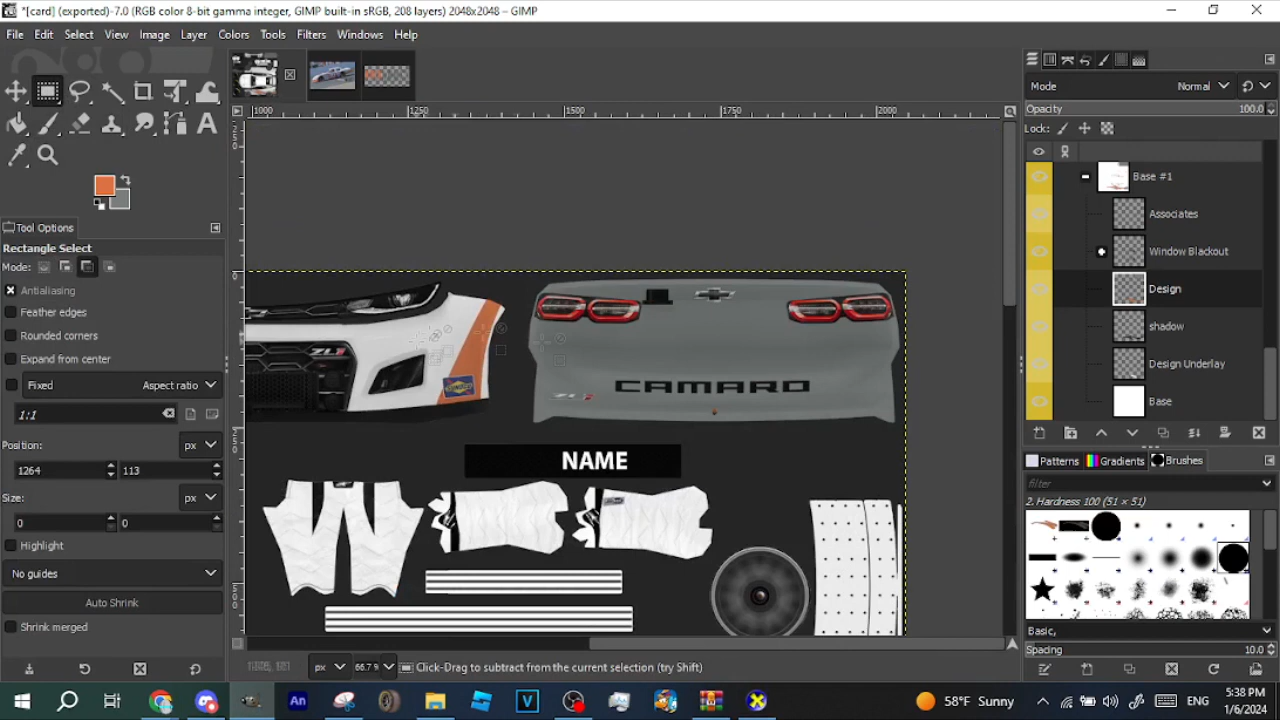 *[card] (exported)-7.0 (RGB color 8-bit gamma integer, GIMP built-in sRGB, 208 layers) 2048x2048 – GIMP
File Edit Select View Image Layer Colors Tools Filters Windows Help
Mode Normal
Opacity 100.0
Lock:
1000 1250 1500 1750 2000
Base #1
Associates
Window Blackout
Design
shadow
Design Underlay
Base
Tool Options
Rectangle Select
Mode:
Antialiasing
Feather edges
Rounded corners
Expand from center
Fixed Aspect ratio
1:1
Position: px
1264 113
Size: px
0 0
Highlight
No guides
Auto Shrink
Shrink merged
ZL1
CAMARO
ZL1
NAME
Patterns Gradients Brushes
filter
2. Hardness 100 (51 × 51)
Basic,
Spacing 10.0
px 66.7 % Click-Drag to subtract from the current selection (try Shift)
An V X
58°F Sunny ENG
5:38 PM
1/6/2024